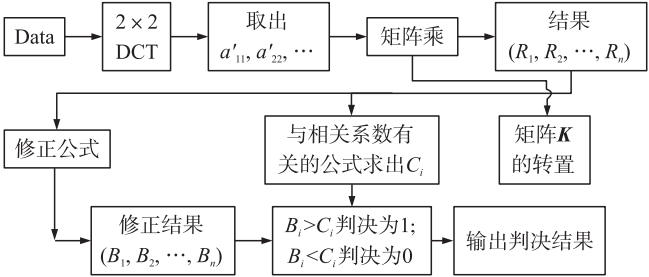 Data
2×2
DCT
取出
a′₁₁, a′₂₂, …
矩阵乘
结果
(R₁, R₂, …, Rₙ)
修正公式
与相关系数有
关的公式求出Cᵢ
矩阵K
的转置
修正结果
(B₁, B₂, …, Bₙ)
Bᵢ>Cᵢ判决为1;
Bᵢ<Cᵢ判决为0
输出判决结果